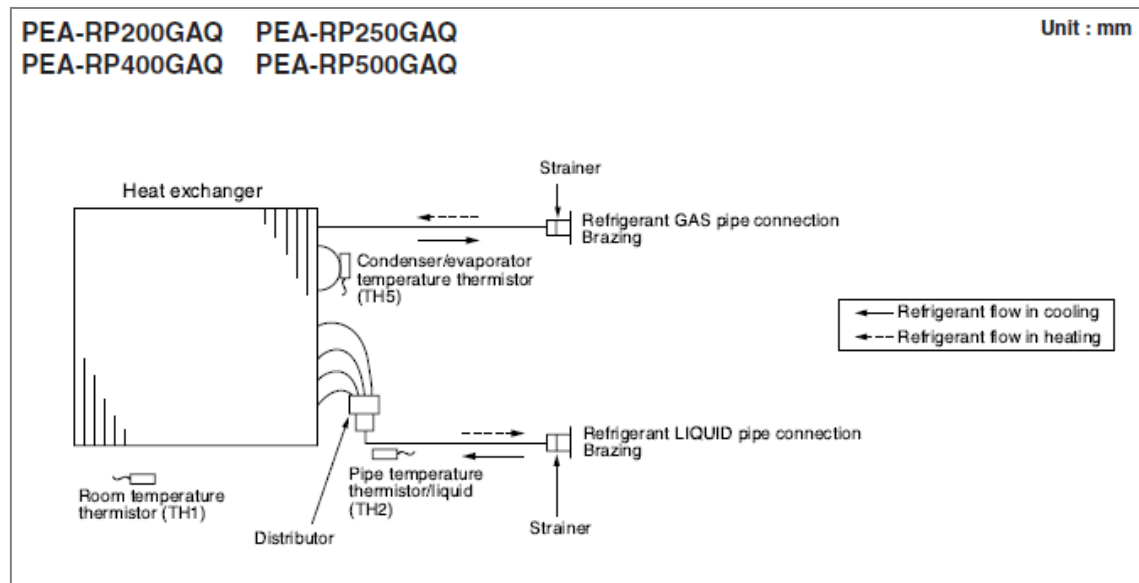 PEA-RP200GAQ PEA-RP250GAQ
Unit : mm
PEA-RP400GAQ PEA-RP500GAQ
Strainer
Heat exchanger
Refrigerant GAS pipe connection
Brazing
Condenser/evaporator
temperature thermistor
(TH5)
Refrigerant flow in cooling
Refrigerant flow in heating
Refrigerant LIQUID pipe connection
Brazing
Pipe temperature
thermistor/liquid
(TH2)
Room temperature
thermistor (TH1)
Distributor
Strainer